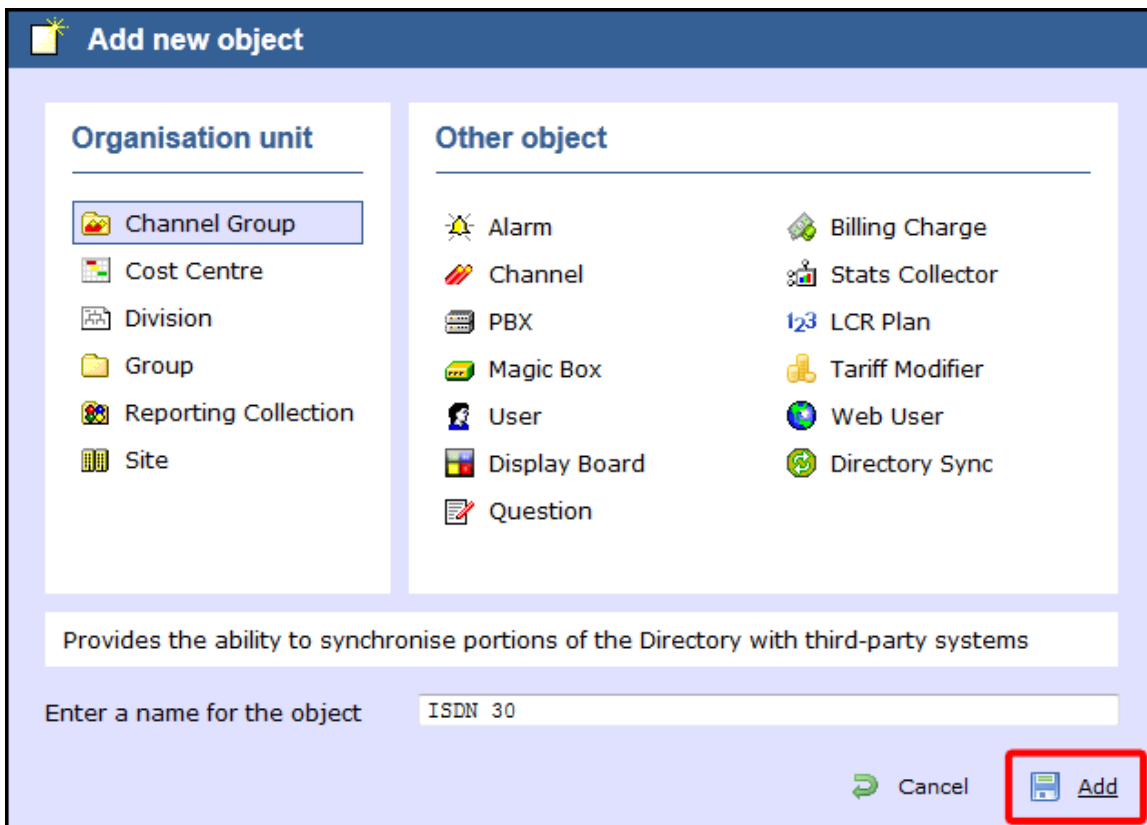 Add new object
Organisation unit
Channel Group
Cost Centre
Division
Group
Reporting Collection
Site
Other object
Alarm
Channel
PBX
Magic Box
User
Display Board
Question
Billing Charge
Stats Collector
123 LCR Plan
Tariff Modifier
Web User
Directory Sync
Provides the ability to synchronise portions of the Directory with third-party systems
Enter a name for the object ISDN 30
Cancel Add